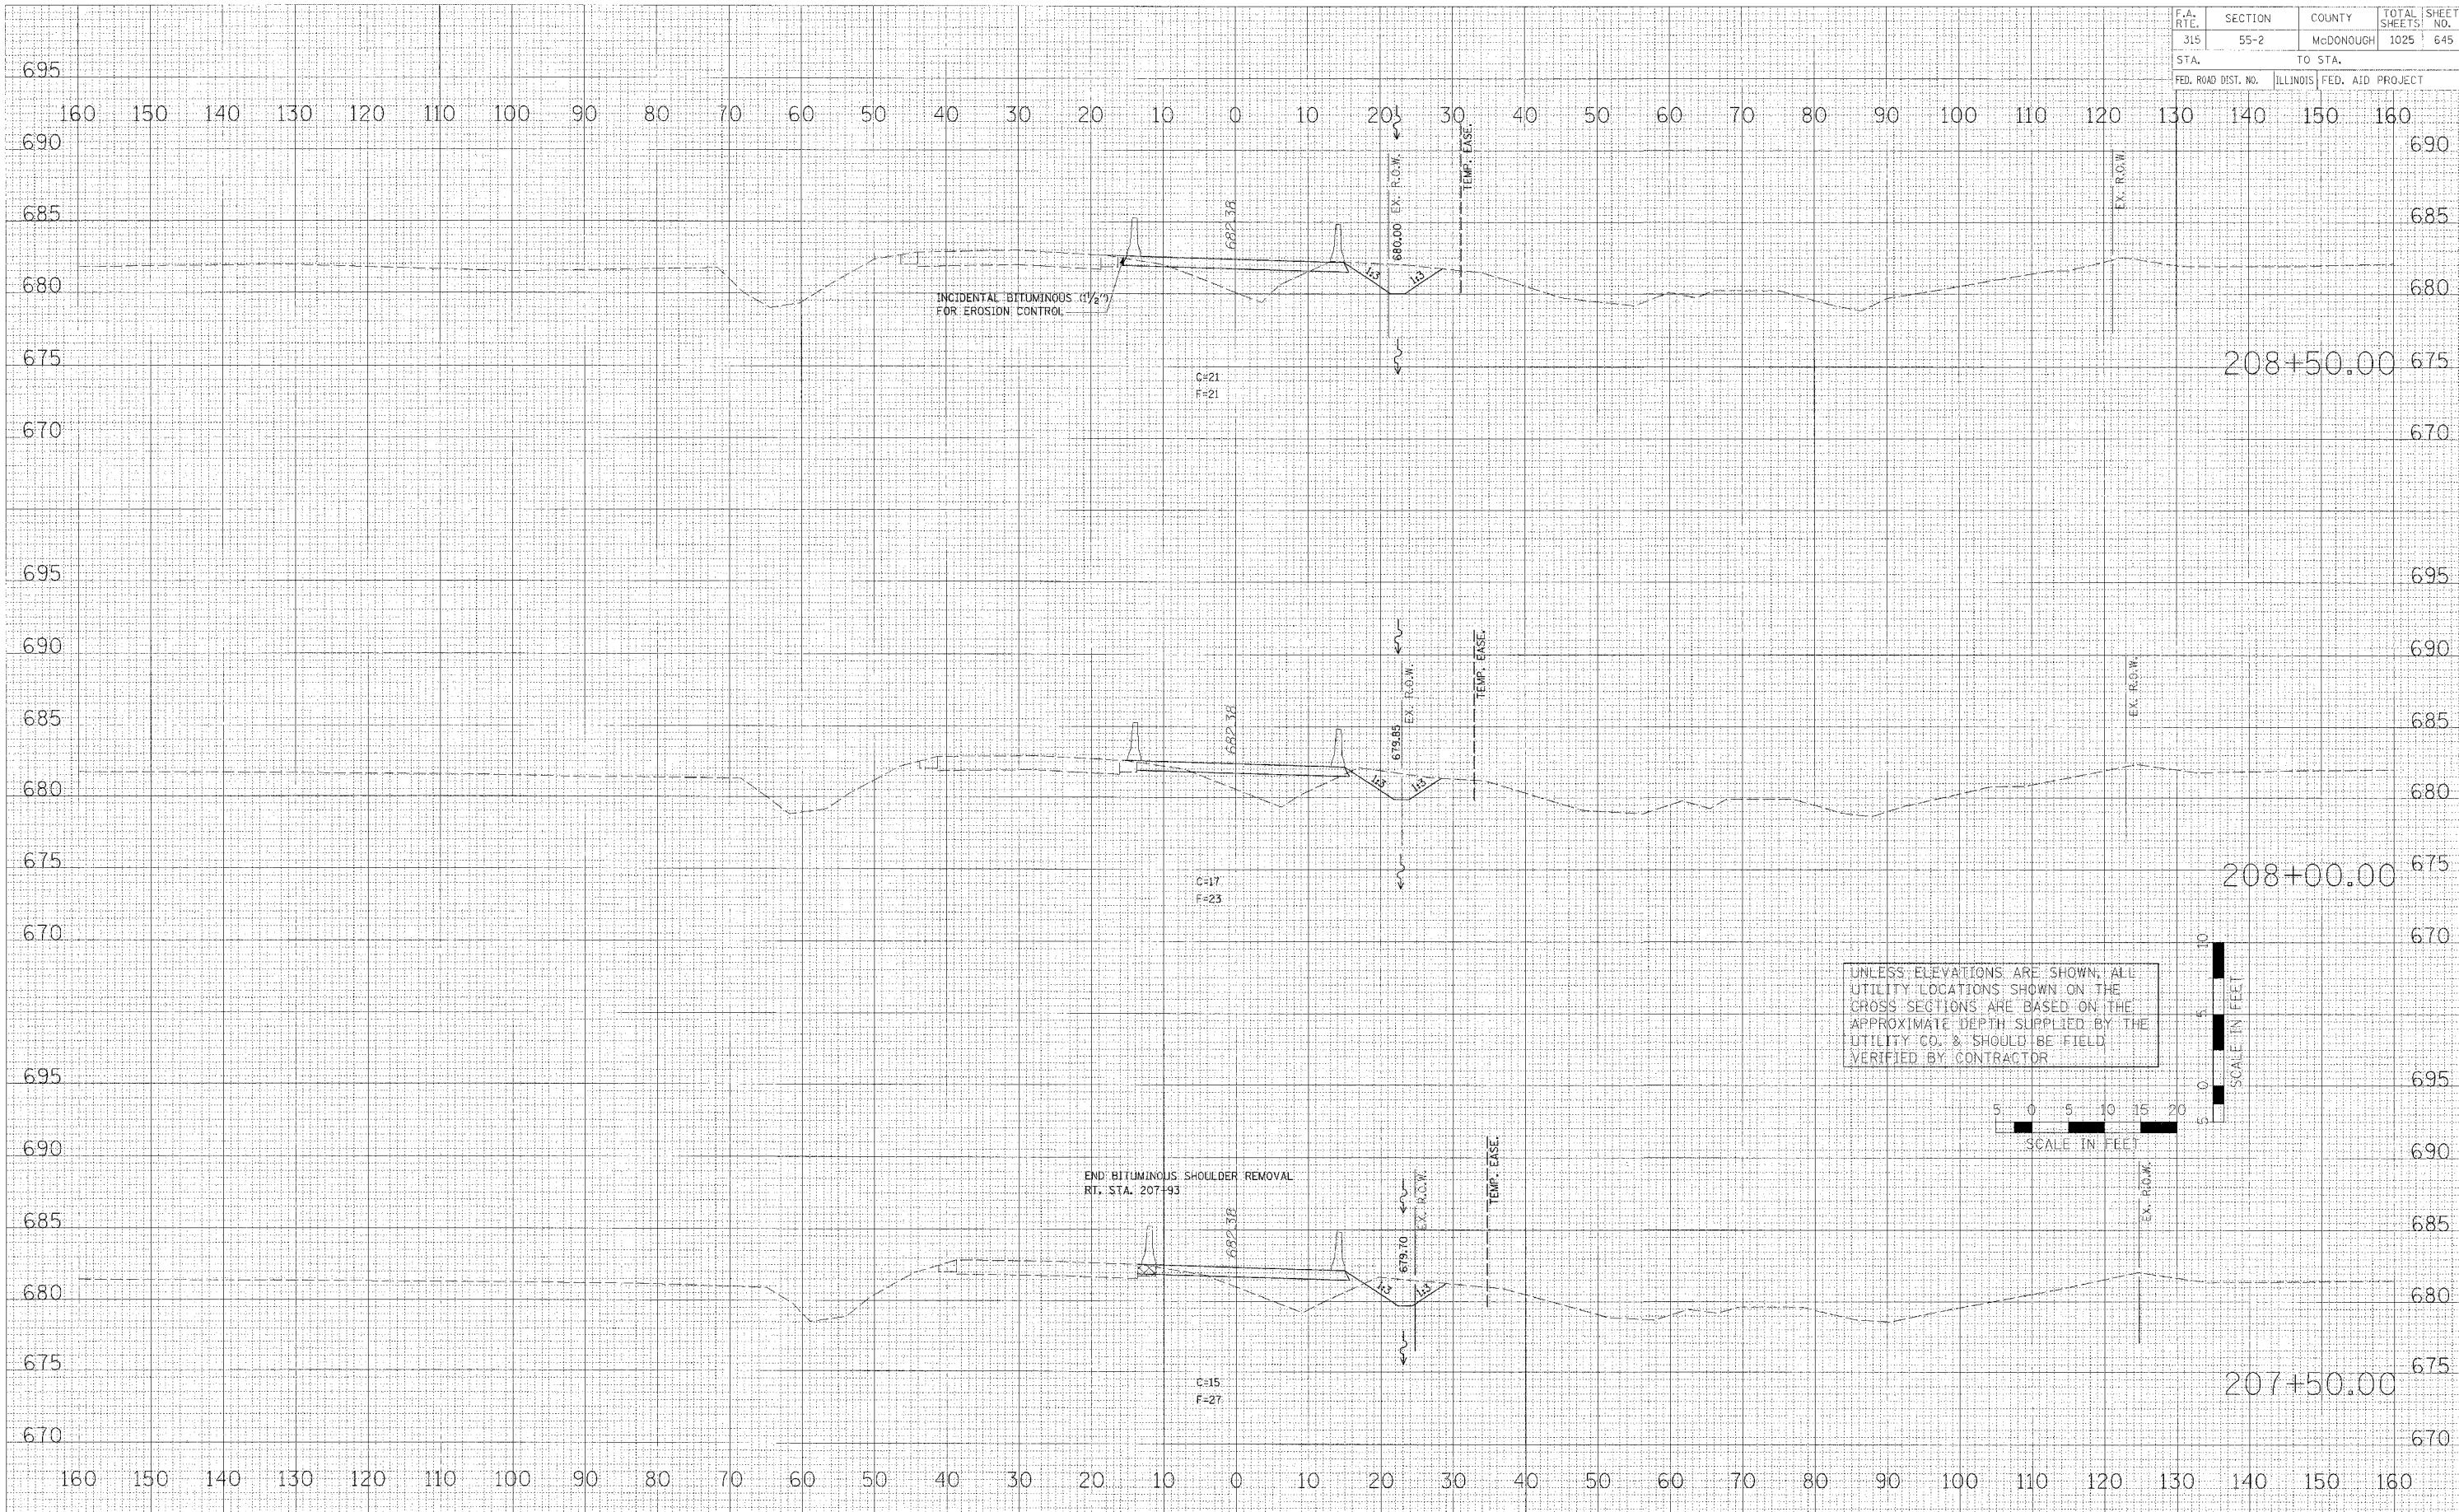 F.A. RTE. SECTION COUNTY TOTAL SHEETS SHEET NO.
315 55-2 McDONOUGH 1025 645
STA. TO STA.
FED. ROAD DIST. NO. ILLINOIS FED. AID PROJECT
695
160 150 140 130 120 110 100 90 80 70 60 50 40 30 20 10 0 10 20 30 40 50 60 70 80 90 100 110 120 130 140 150 160
690 690
685 685
680 680
675 675
670 670
682.38
680.00 EX. R.O.W.
TEMP. EASE.
EX. R.O.W.
1:3 1:3
INCIDENTAL BITUMINOUS (1 1/2")
FOR EROSION CONTROL
C=21
F=21
208+50.00
695 695
690 690
685 685
680 680
675 675
670 670
682.38
679.85
EX. R.O.W.
TEMP. EASE.
EX. R.O.W.
1:3 1:3
C=17
F=23
208+00.00
UNLESS ELEVATIONS ARE SHOWN, ALL
UTILITY LOCATIONS SHOWN ON THE
CROSS SECTIONS ARE BASED ON THE
APPROXIMATE DEPTH SUPPLIED BY THE
UTILITY CO. & SHOULD BE FIELD
VERIFIED BY CONTRACTOR
10 5 0 5
SCALE IN FEET
5 0 5 10 15 20
SCALE IN FEET
695 695
690 690
685 685
680 680
675 675
670 670
END BITUMINOUS SHOULDER REMOVAL
RT. STA. 207+93
682.38
679.70
EX. R.O.W.
TEMP. EASE.
EX. R.O.W.
1:3 1:3
C=15
F=27
207+50.00
160 150 140 130 120 110 100 90 80 70 60 50 40 30 20 10 0 10 20 30 40 50 60 70 80 90 100 110 120 130 140 150 160